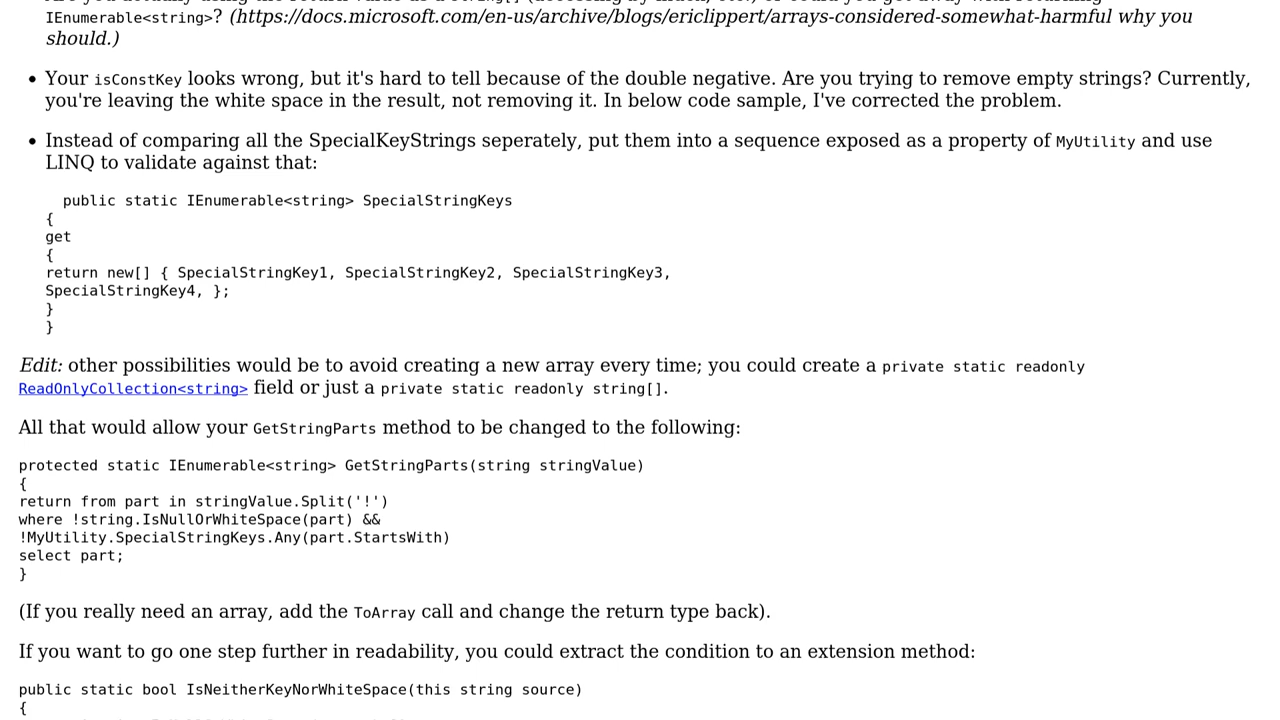 IEnumerable<string>? (https://docs.microsoft.com/en-us/archive/blogs/ericlippert/arrays-considered-somewhat-harmful why you
should.)
• Your isConstKey looks wrong, but it's hard to tell because of the double negative. Are you trying to remove empty strings? Currently,
you're leaving the white space in the result, not removing it. In below code sample, I've corrected the problem.
• Instead of comparing all the SpecialKeyStrings seperately, put them into a sequence exposed as a property of MyUtility and use
LINQ to validate against that:
public static IEnumerable<string> SpecialStringKeys
{
get
{
return new[] { SpecialStringKey1, SpecialStringKey2, SpecialStringKey3,
SpecialStringKey4, };
}
}
Edit: other possibilities would be to avoid creating a new array every time; you could create a private static readonly
ReadOnlyCollection<string> field or just a private static readonly string[].
All that would allow your GetStringParts method to be changed to the following:
protected static IEnumerable<string> GetStringParts(string stringValue)
{
return from part in stringValue.Split('!')
where !string.IsNullOrWhiteSpace(part) &&
!MyUtility.SpecialStringKeys.Any(part.StartsWith)
select part;
}
(If you really need an array, add the ToArray call and change the return type back).
If you want to go one step further in readability, you could extract the condition to an extension method:
public static bool IsNeitherKeyNorWhiteSpace(this string source)
{